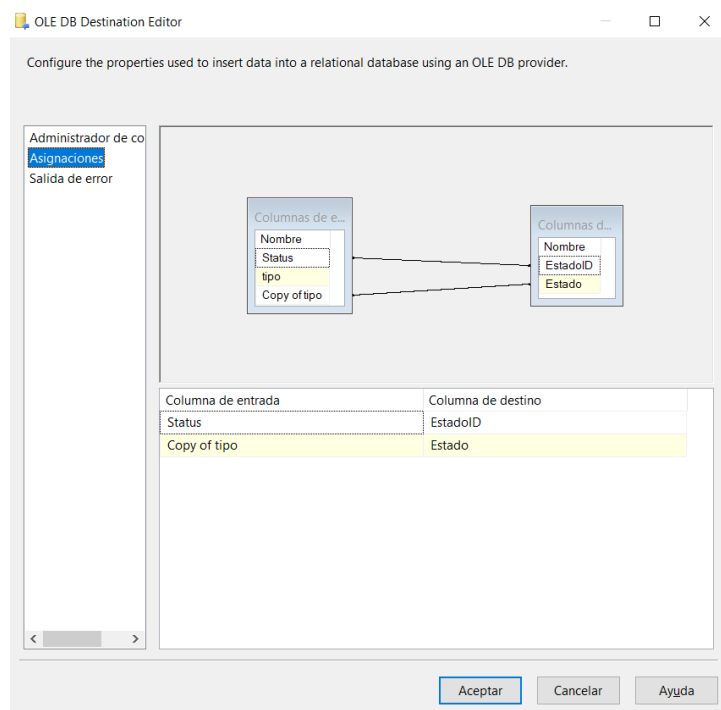 OLE DB Destination Editor
Configure the properties used to insert data into a relational database using an OLE DB provider.
Administrador de co
Asignaciones
Salida de error
Columnas de e...
Nombre
Status
tipo
Copy of tipo
Columnas d...
Nombre
EstadoID
Estado
Columna de entrada Columna de destino
Status EstadoID
Copy of tipo Estado
Aceptar Cancelar Ayuda